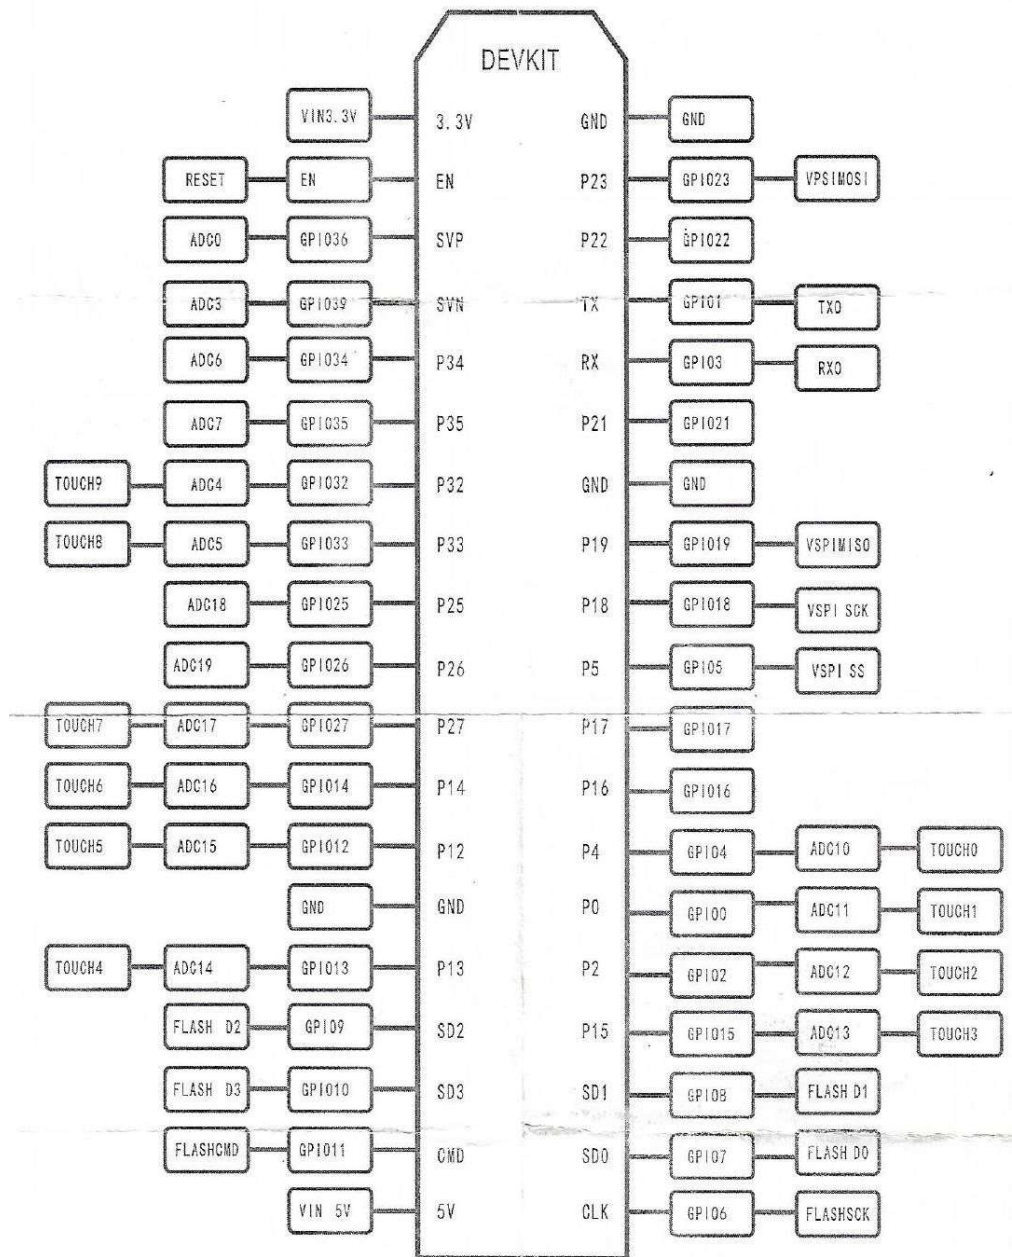 DEVKIT
VIN3.3V 3.3V GND GND
RESET EN EN P23 GPIO23 VPSIMOSI
ADC0 GPIO36 SVP P22 GPIO22
ADC3 GPIO39 SVN TX GPIO1 TX0
ADC6 GPIO34 P34 RX GPIO3 RX0
ADC7 GPIO35 P35 P21 GPIO21
TOUCH9 ADC4 GPIO32 P32 GND GND
TOUCH8 ADC5 GPIO33 P33 P19 GPIO19 VSPIMISO
ADC18 GPIO25 P25 P18 GPIO18 VSPI SCK
ADC19 GPIO26 P26 P5 GPIO5 VSPI SS
TOUCH7 ADC17 GPIO27 P27 P17 GPIO17
TOUCH6 ADC16 GPIO14 P14 P16 GPIO16
TOUCH5 ADC15 GPIO12 P12 P4 GPIO4 ADC10 TOUCH0
GND GND P0 GPIO0 ADC11 TOUCH1
TOUCH4 ADC14 GPIO13 P13 P2 GPIO2 ADC12 TOUCH2
FLASH D2 GPIO9 SD2 P15 GPIO15 ADC13 TOUCH3
FLASH D3 GPIO10 SD3 SD1 GPIO8 FLASH D1
FLASHCMD GPIO11 CMD SD0 GPIO7 FLASH D0
VIN 5V 5V CLK GPIO6 FLASHSCK